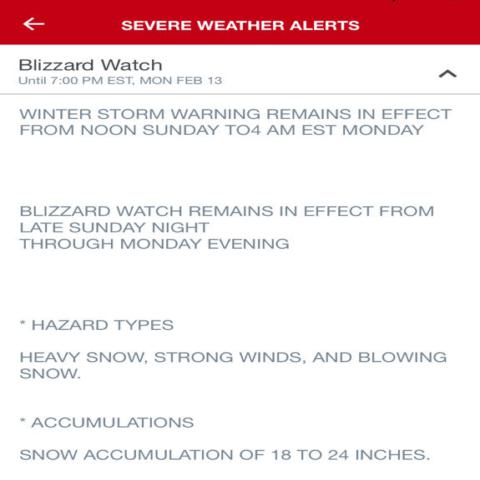 SEVERE WEATHER ALERTS
Blizzard Watch
Until 7:00 PM EST, MON FEB 13
WINTER STORM WARNING REMAINS IN EFFECT
FROM NOON SUNDAY TO4 AM EST MONDAY
BLIZZARD WATCH REMAINS IN EFFECT FROM
LATE SUNDAY NIGHT
THROUGH MONDAY EVENING
* HAZARD TYPES
HEAVY SNOW, STRONG WINDS, AND BLOWING
SNOW.
* ACCUMULATIONS
SNOW ACCUMULATION OF 18 TO 24 INCHES.